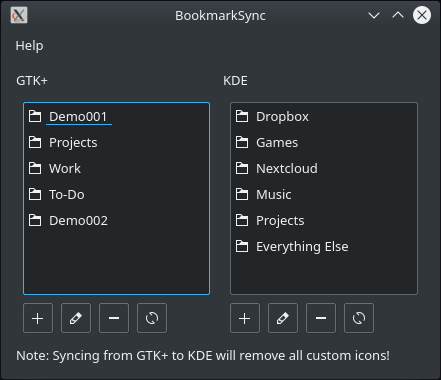 BookmarkSync
Help
GTK+
KDE
Demo001
Projects
Work
To-Do
Demo002
Dropbox
Games
Nextcloud
Music
Projects
Everything Else
Note: Syncing from GTK+ to KDE will remove all custom icons!